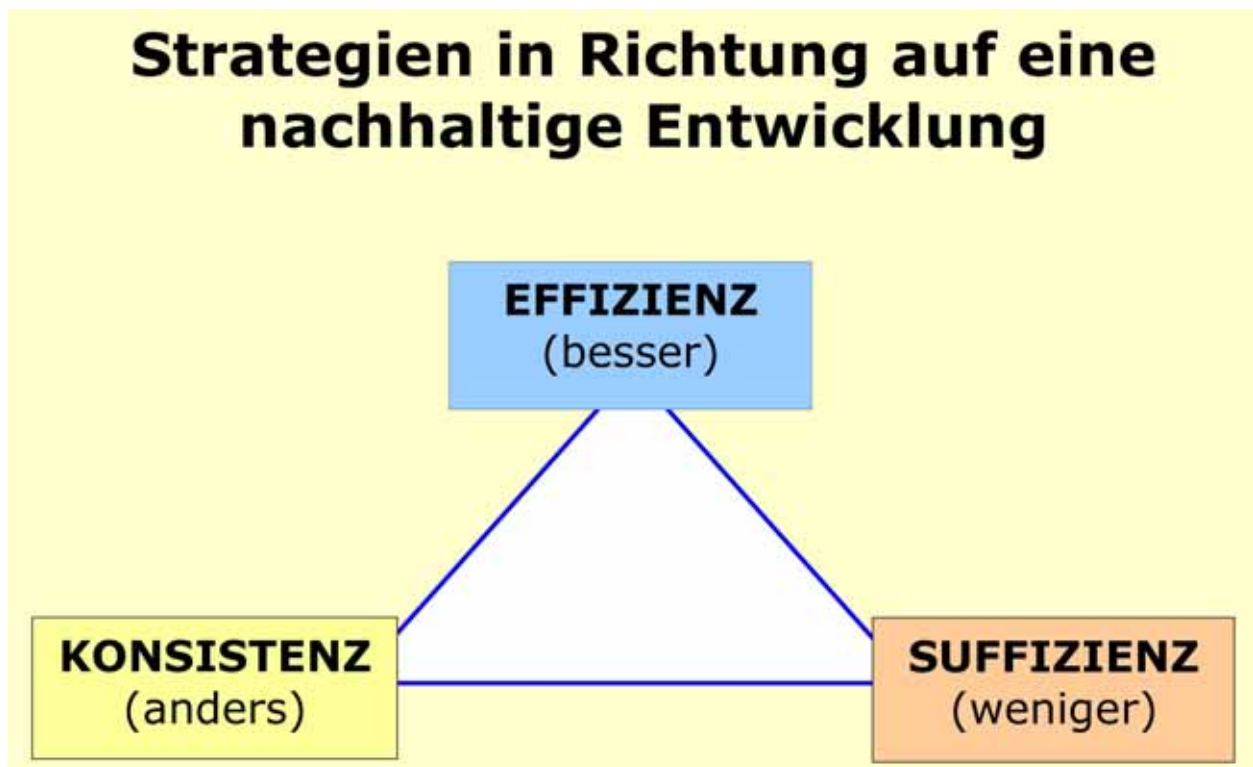 Strategien in Richtung auf eine
nachhaltige Entwicklung
EFFIZIENZ
(besser)
KONSISTENZ
(anders)
SUFFIZIENZ
(weniger)